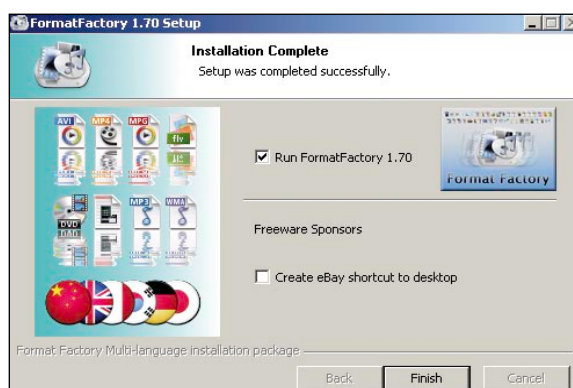 FormatFactory 1.70 Setup
Installation Complete
Setup was completed successfully.
AVI MP4 MPG
flv
Run FormatFactory 1.70
Format Factory
DVD MP3 WMA
Freeware Sponsors
Create eBay shortcut to desktop
Format Factory Multi-language installation package
Back Finish Cancel